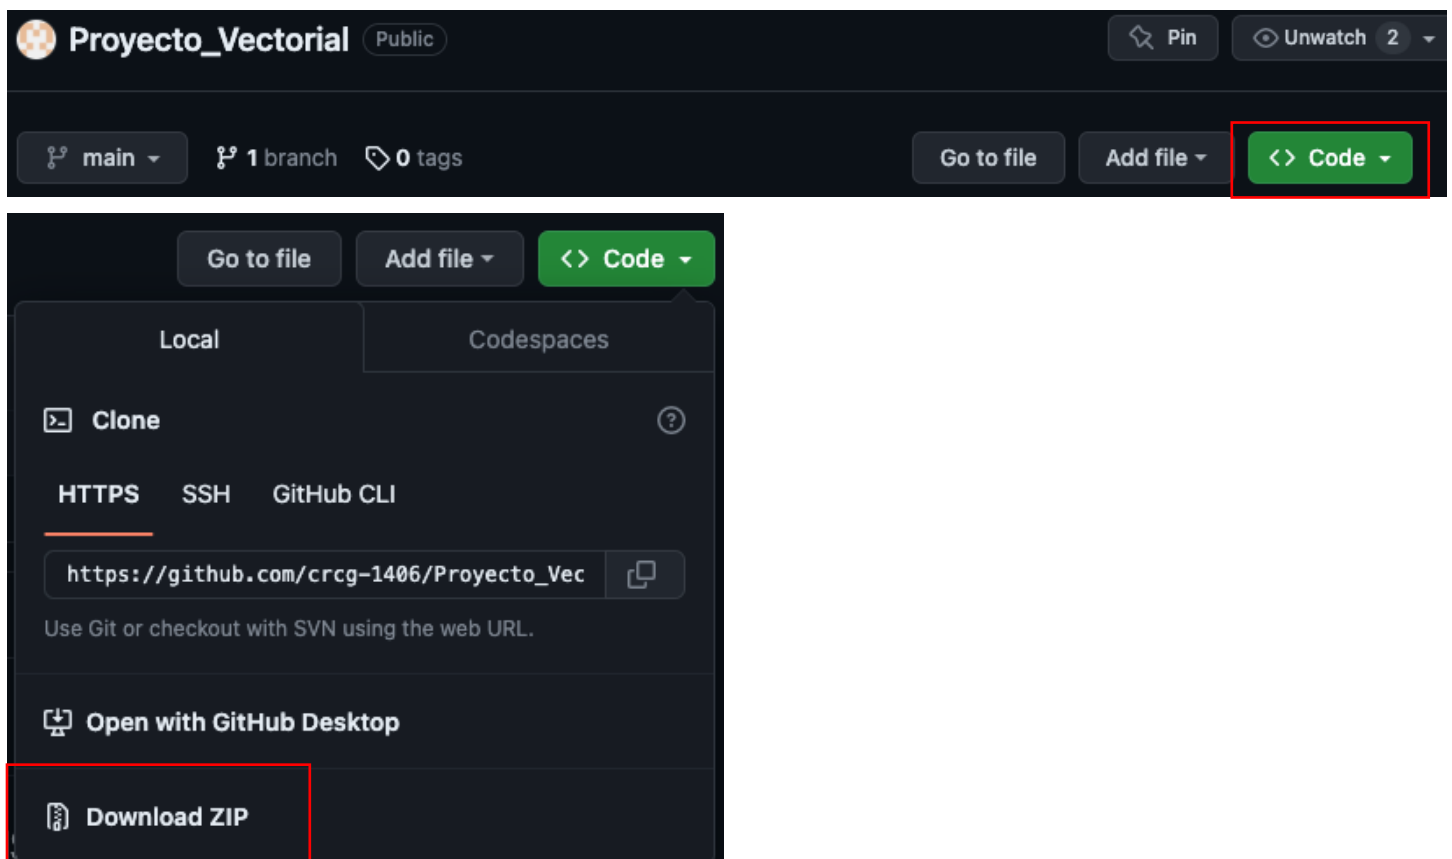 Proyecto_Vectorial Public Pin Unwatch 2
main 1 branch 0 tags Go to file Add file <> Code
Go to file Add file <> Code
Local Codespaces
Clone
HTTPS SSH GitHub CLI
https://github.com/crcg-1406/Proyecto_Vec
Use Git or checkout with SVN using the web URL.
Open with GitHub Desktop
Download ZIP